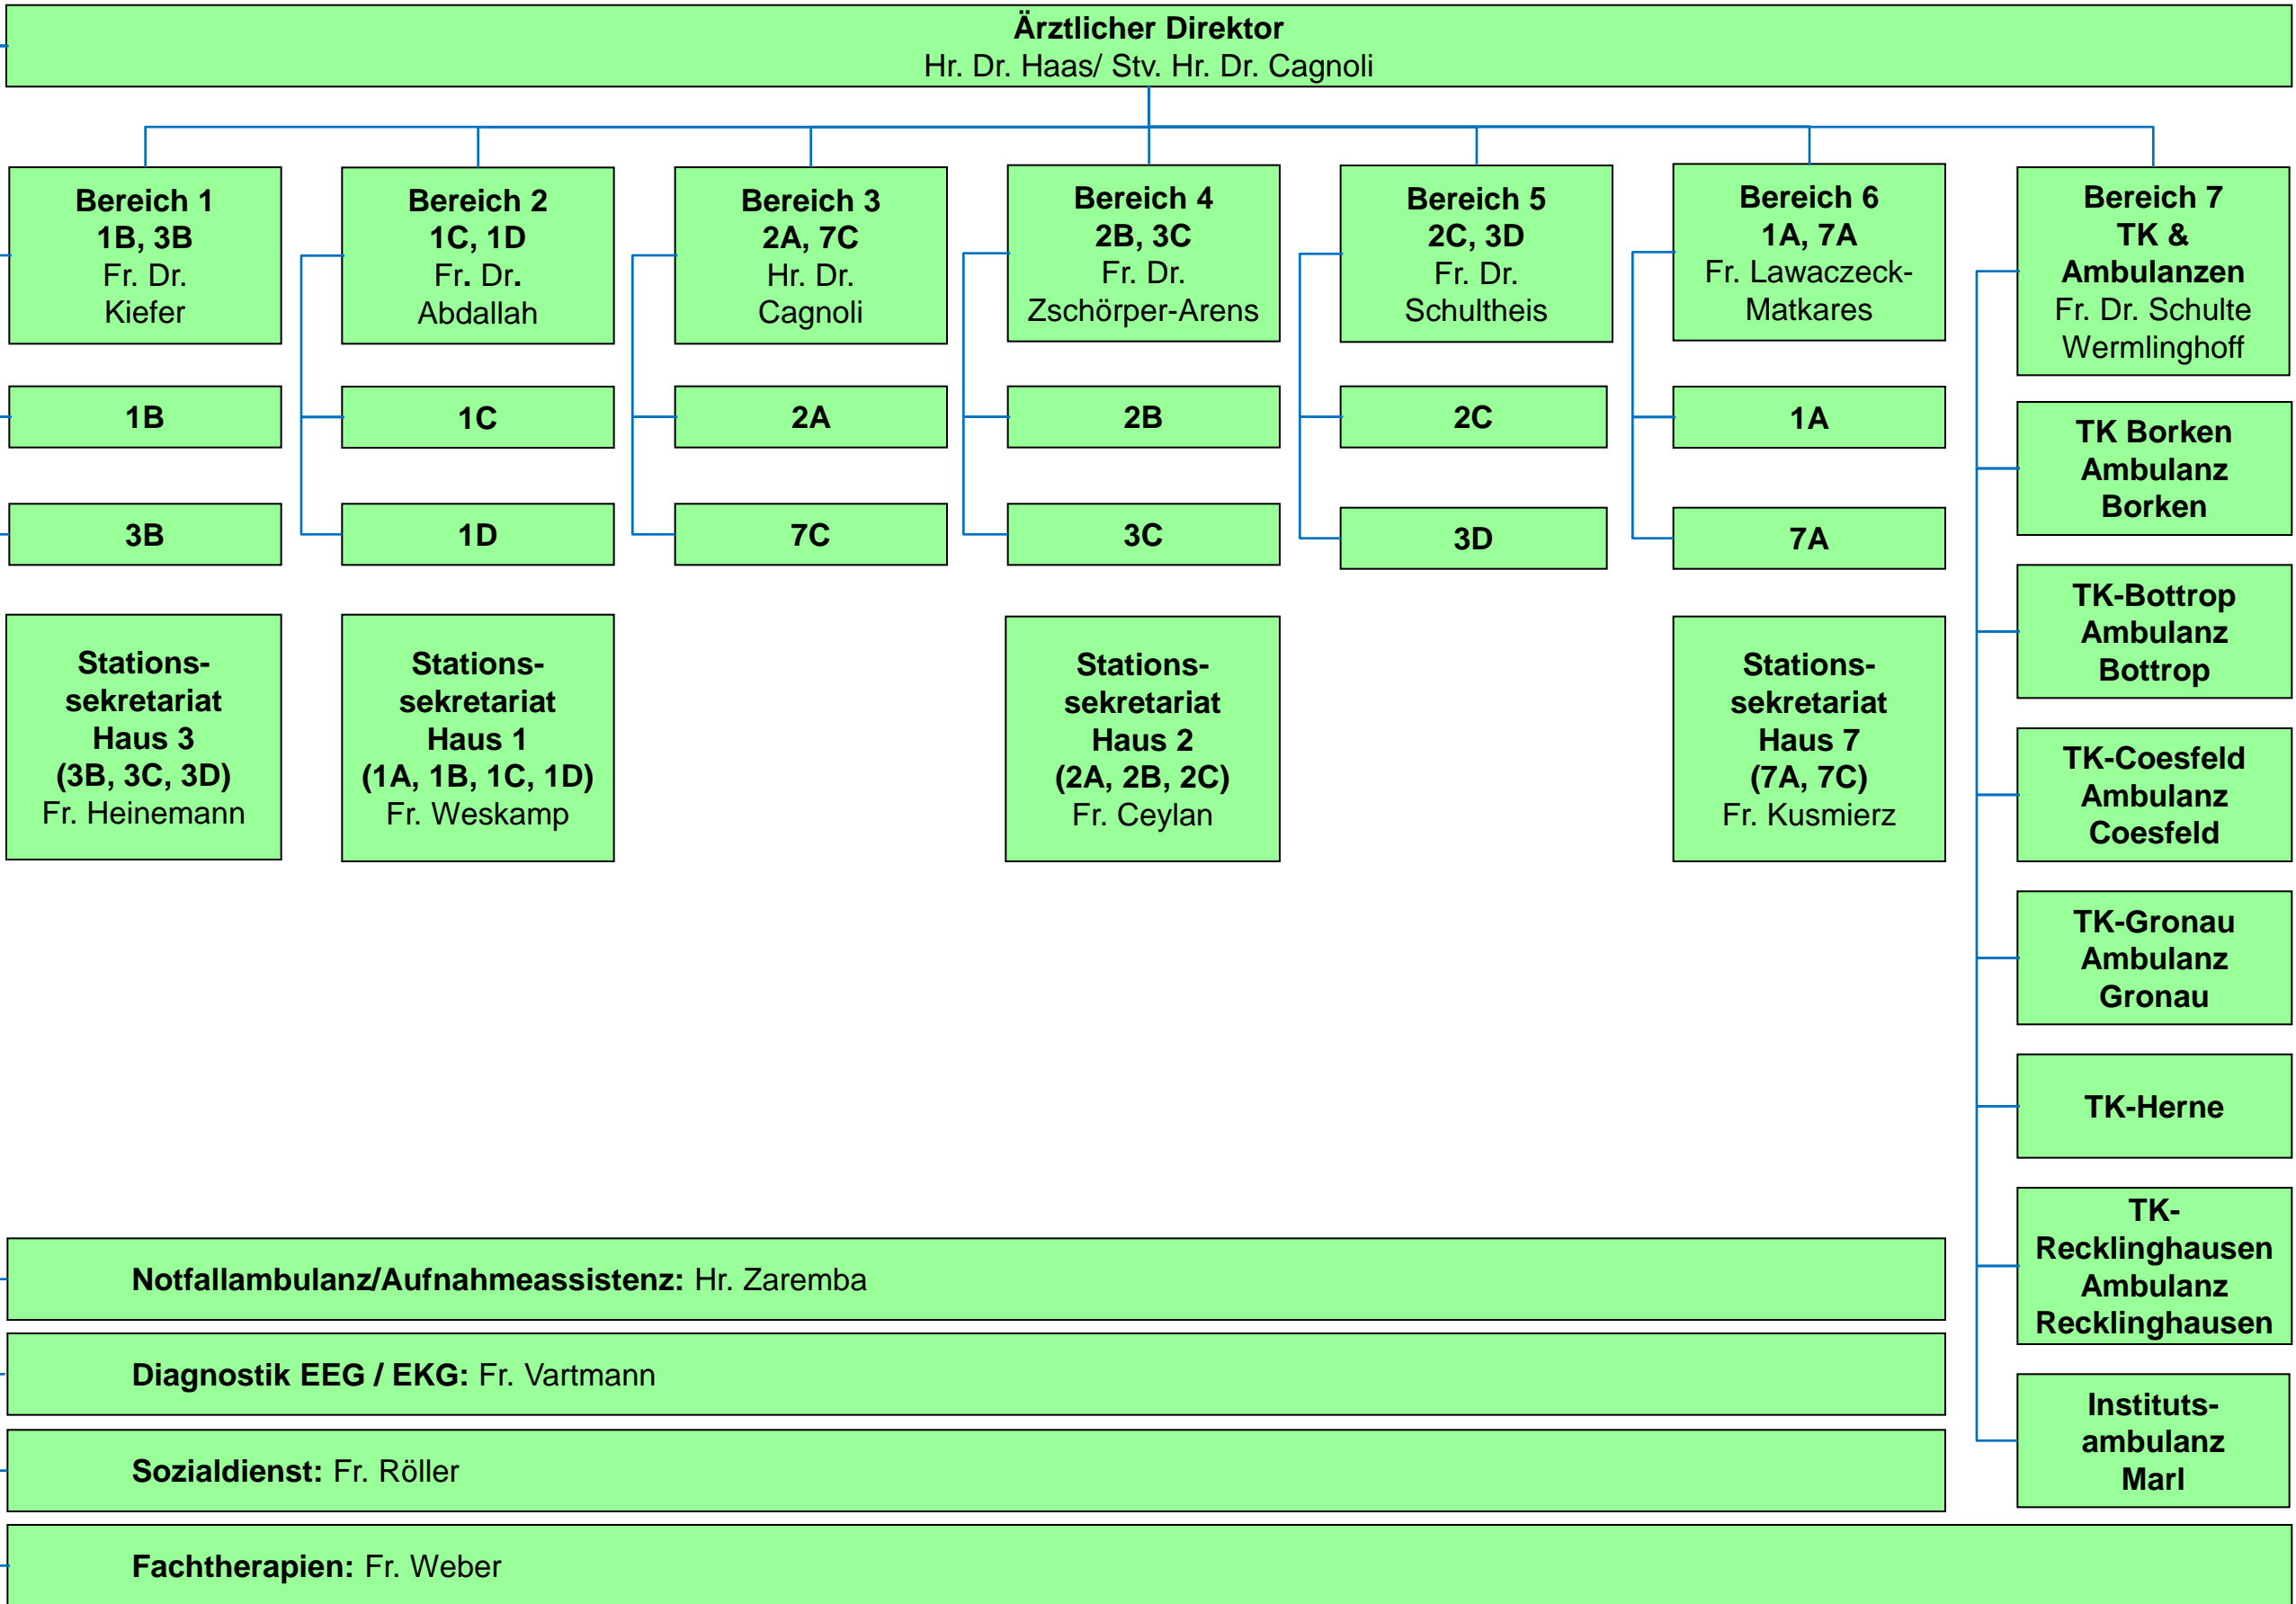 Ärztlicher Direktor
Hr. Dr. Haas/ Stv. Hr. Dr. Cagnoli
Bereich 1
1B, 3B
Fr. Dr.
Kiefer
Bereich 2
1C, 1D
Fr. Dr.
Abdallah
Bereich 3
2A, 7C
Hr. Dr.
Cagnoli
Bereich 4
2B, 3C
Fr. Dr.
Zschörper-Arens
Bereich 5
2C, 3D
Fr. Dr.
Schultheis
Bereich 6
1A, 7A
Fr. Lawaczeck-
Matkares
Bereich 7
TK &
Ambulanzen
Fr. Dr. Schulte
Wermlinghoff
1B
1C
2A
2B
2C
1A
3B
1D
7C
3C
3D
7A
Stations-
sekretariat
Haus 3
(3B, 3C, 3D)
Fr. Heinemann
Stations-
sekretariat
Haus 1
(1A, 1B, 1C, 1D)
Fr. Weskamp
Stations-
sekretariat
Haus 2
(2A, 2B, 2C)
Fr. Ceylan
Stations-
sekretariat
Haus 7
(7A, 7C)
Fr. Kusmierz
TK Borken
Ambulanz
Borken
TK-Bottrop
Ambulanz
Bottrop
TK-Coesfeld
Ambulanz
Coesfeld
TK-Gronau
Ambulanz
Gronau
TK-Herne
TK-
Recklinghausen
Ambulanz
Recklinghausen
Instituts-
ambulanz
Marl
Notfallambulanz/Aufnahmeassistenz: Hr. Zaremba
Diagnostik EEG / EKG: Fr. Vartmann
Sozialdienst: Fr. Röller
Fachtherapien: Fr. Weber